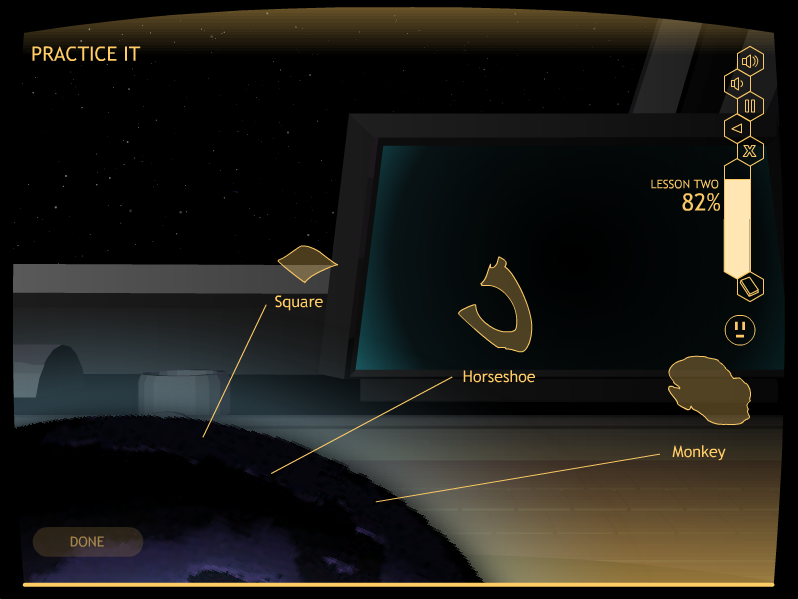 PRACTICE IT
LESSON TWO
82%
Square
Horseshoe
Monkey
DONE